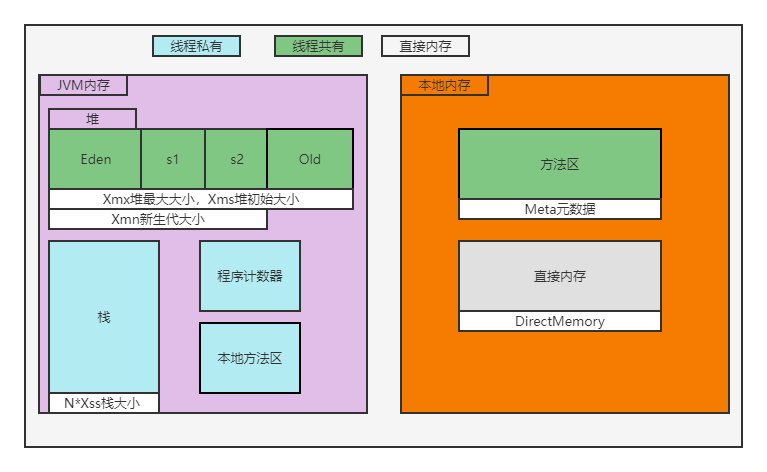 线程私有
线程共有
直接内存
JVM内存
堆
Eden
s1
s2
Old
Xmx堆最大大小，Xms堆初始大小
Xmn新生代大小
栈
N*Xss栈大小
程序计数器
本地方法区
本地内存
方法区
Meta元数据
直接内存
DirectMemory